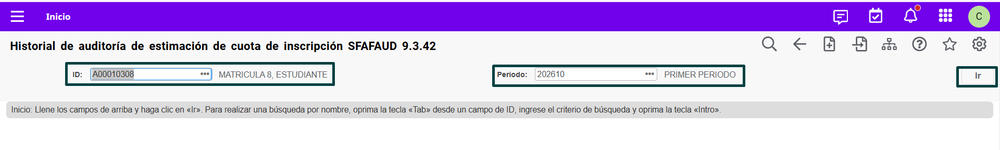 Inicio
C
Historial de auditoría de estimación de cuota de inscripción SFAFAUD 9.3.42
ID: A00010308 ••• MATRICULA 8, ESTUDIANTE Periodo: 202610 ••• PRIMER PERIODO Ir
Inicio: Llene los campos de arriba y haga clic en «Ir». Para realizar una búsqueda por nombre, oprima la tecla «Tab» desde un campo de ID, ingrese el criterio de búsqueda y oprima la tecla «Intro».